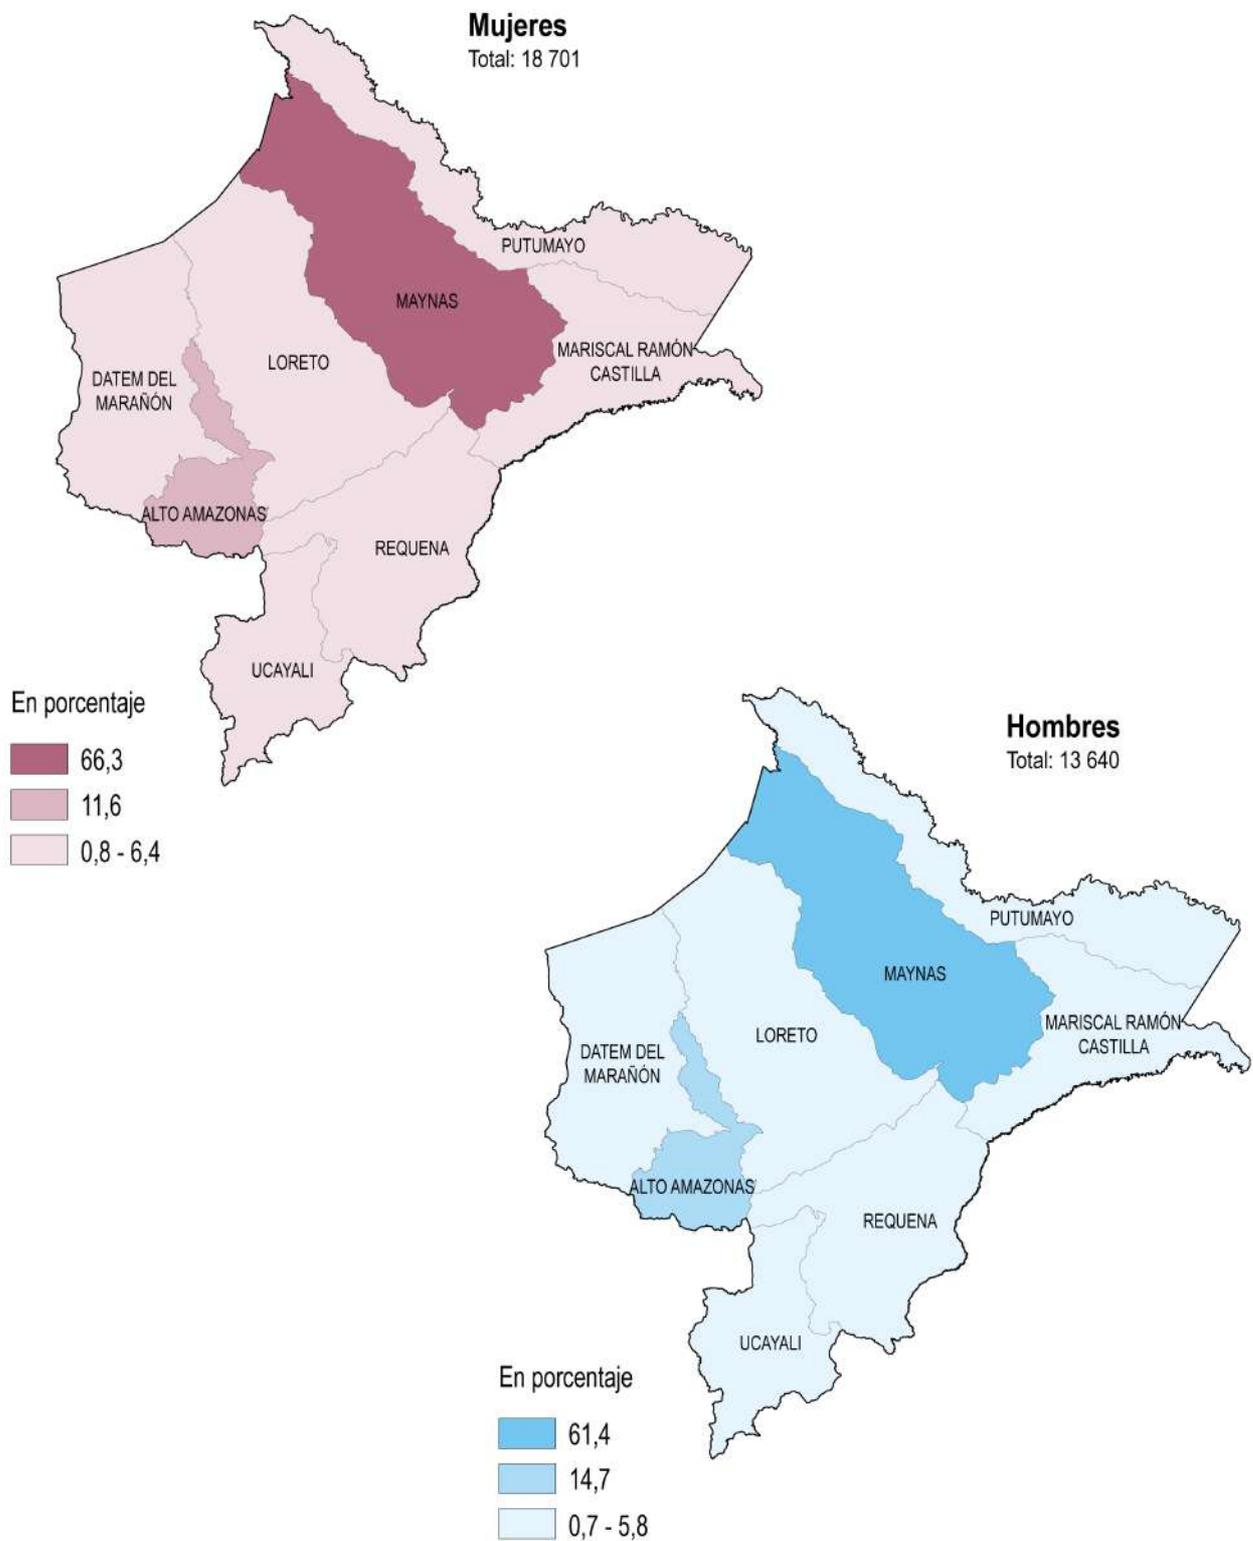 Mujeres
Total: 18 701
PUTUMAYO
MAYNAS
MARISCAL RAMÓN
CASTILLA
LORETO
DATEM DEL
MARAÑÓN
ALTO AMAZONAS
REQUENA
UCAYALI
En porcentaje
66,3
11,6
0,8 - 6,4
Hombres
Total: 13 640
PUTUMAYO
MAYNAS
MARISCAL RAMÓN
CASTILLA
LORETO
DATEM DEL
MARAÑÓN
ALTO AMAZONAS
REQUENA
UCAYALI
En porcentaje
61,4
14,7
0,7 - 5,8